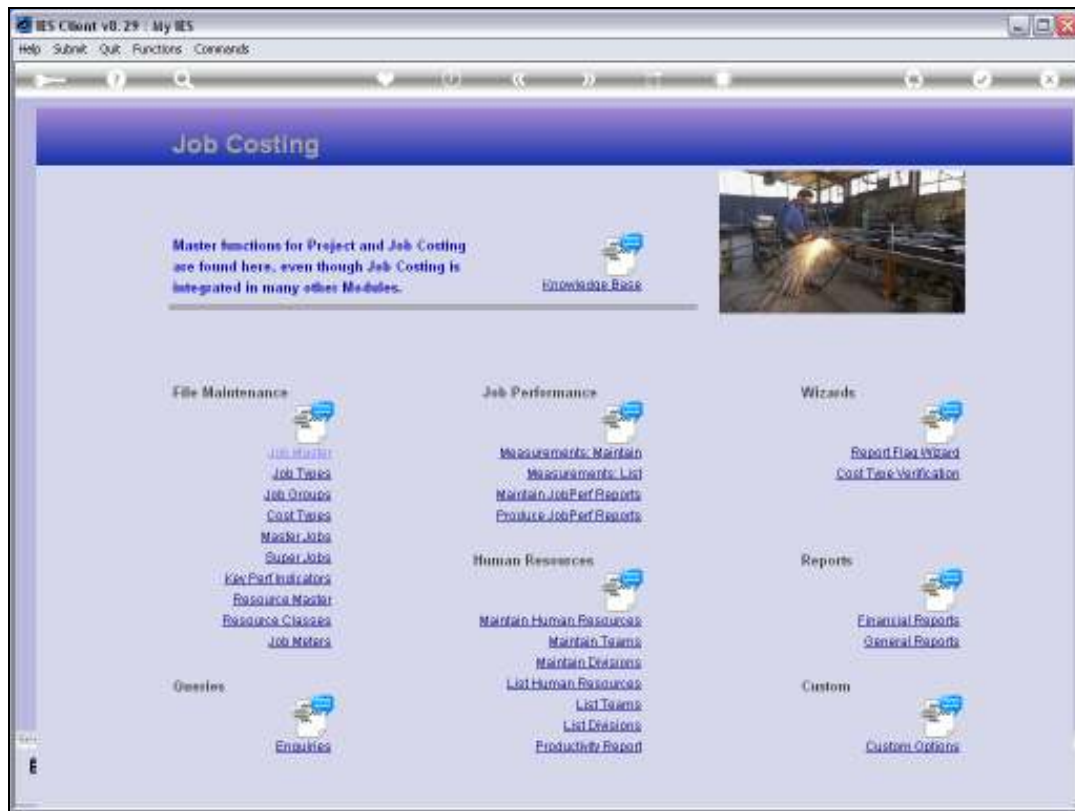 IES Client v8.29 : My IES
Help Submit Quit Functions Commands
Job Costing
Master functions for Project and Job Costing
are found here, even though Job Costing is
integrated in many other Modules.
Knowledge Base
File Maintenance
Job Master
Job Types
Job Groups
Cost Types
Master Jobs
Super Jobs
Key Perf Indicators
Resource Master
Resource Classes
Job Meters
Queries
Enquiries
Job Performance
Measurements: Maintain
Measurements: List
Maintain JobPerf Reports
Produce JobPerf Reports
Human Resources
Maintain Human Resources
Maintain Teams
Maintain Divisions
List Human Resources
List Teams
List Divisions
Productivity Report
Wizards
Report Flag Wizard
Cost Type Verification
Reports
Financial Reports
General Reports
Custom
Custom Options